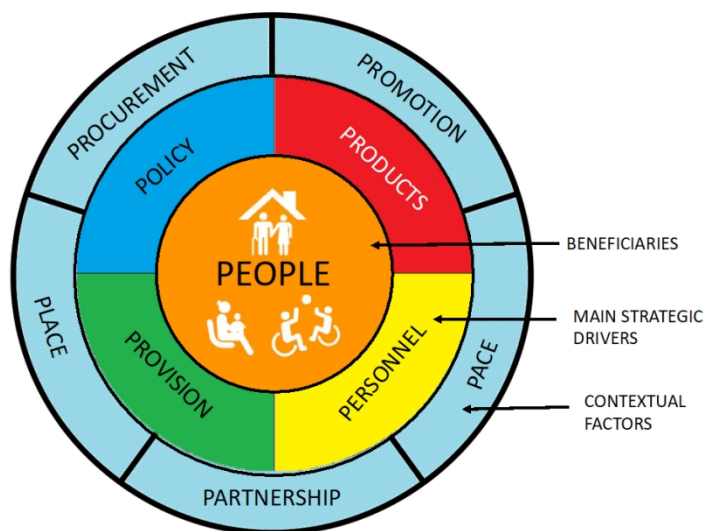 PROCUREMENT
PROMOTION
POLICY
PRODUCTS
PEOPLE
BENEFICIARIES
PLACE
PROVISION
PERSONNEL
PACE
MAIN STRATEGIC
DRIVERS
CONTEXTUAL
FACTORS
PARTNERSHIP